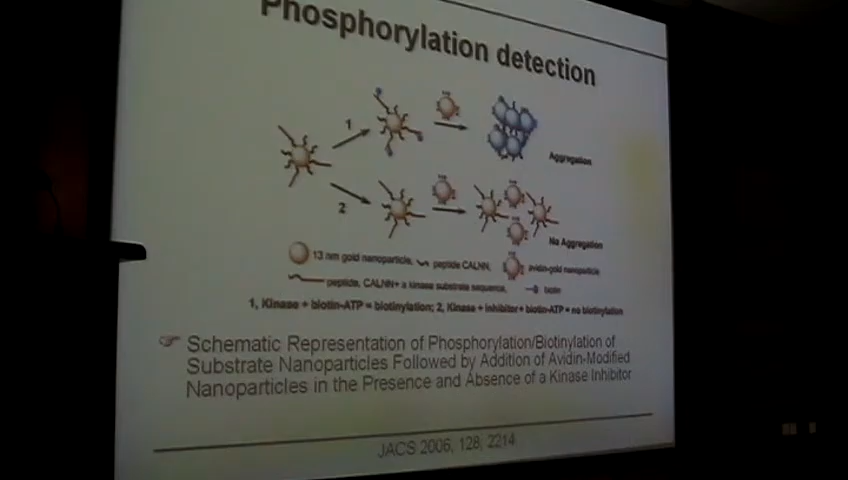 Phosphorylation detection
1
Aggregation
2
No Aggregation
13 nm gold nanoparticle, peptide CALNN, avidin-gold nanoparticle
peptide, CALNN+ a kinase substrate sequence, biotin
1, Kinase + biotin-ATP = biotinylation; 2, Kinase + inhibitor + biotin-ATP = no biotinylation
Schematic Representation of Phosphorylation/Biotinylation of
Substrate Nanoparticles Followed by Addition of Avidin-Modified
Nanoparticles in the Presence and Absence of a Kinase Inhibitor
JACS 2006, 128, 2214